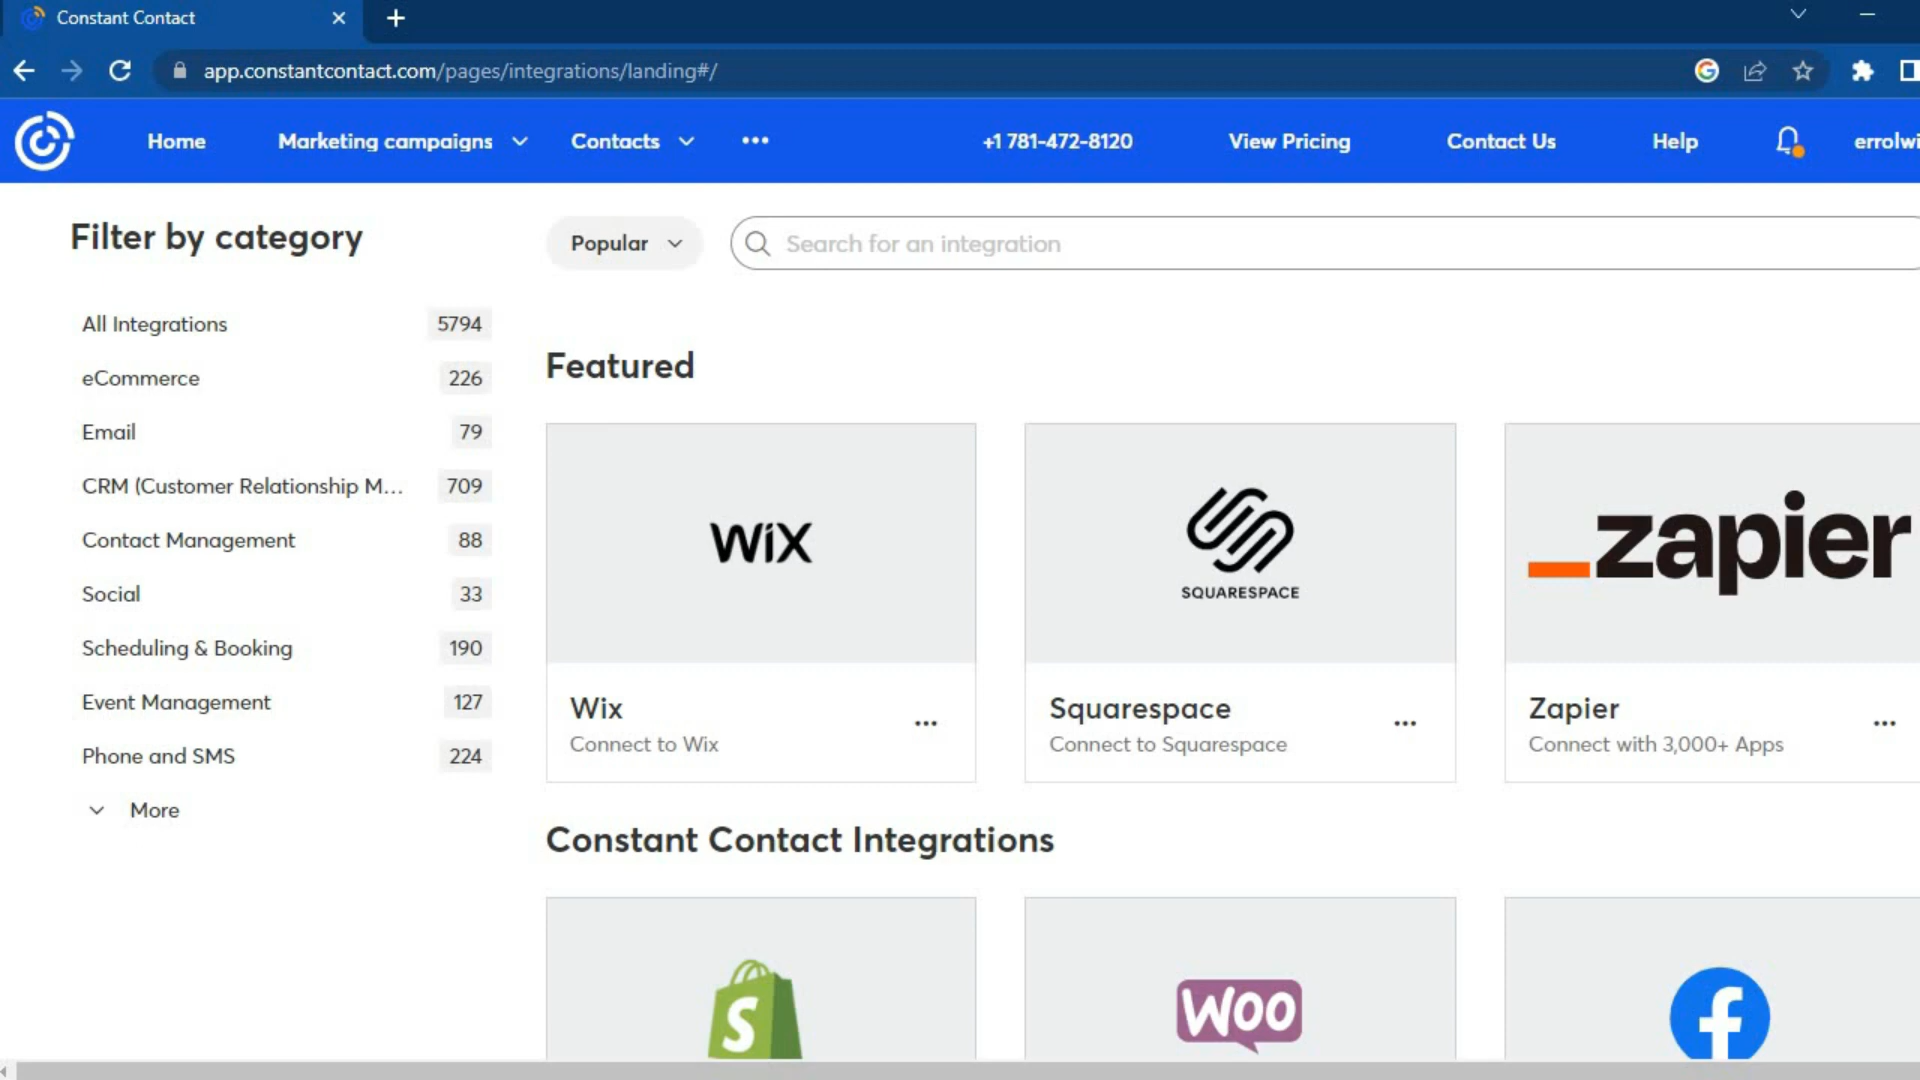 Constant Contact
app.constantcontact.com/pages/integrations/landing#/
Home
Marketing campaigns
Contacts
+1 781-472-8120
View Pricing
Contact Us
Help
errolwi
Filter by category
Popular
Search for an integration
All Integrations 5794
eCommerce 226
Email 79
CRM (Customer Relationship M... 709
Contact Management 88
Social 33
Scheduling & Booking 190
Event Management 127
Phone and SMS 224
More
Featured
WiX
SQUARESPACE
_zapier
Wix
Connect to Wix
Squarespace
Connect to Squarespace
Zapier
Connect with 3,000+ Apps
Constant Contact Integrations
S
Woo
f